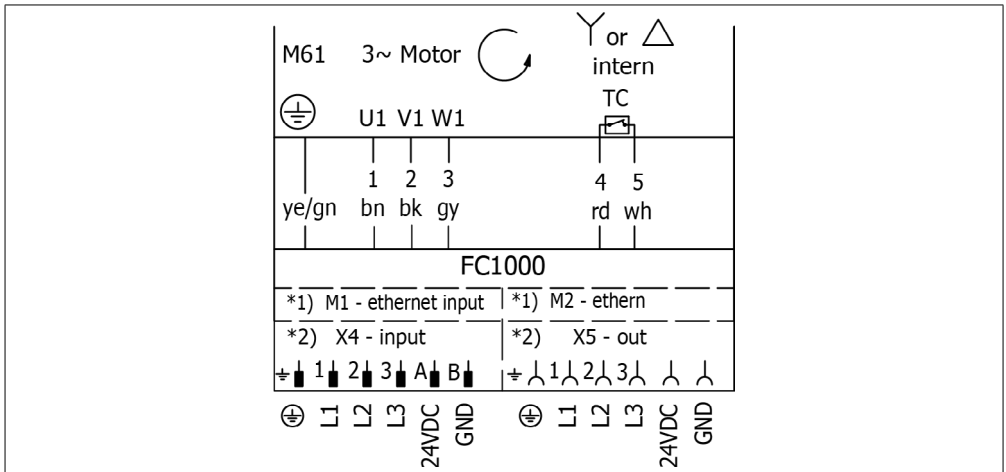 M61 3~ Motor or
intern
TC
U1 V1 W1
1 2 3 4 5
ye/gn bn bk gy rd wh
FC1000
*1) M1 - ethernet input *1) M2 - ethern
*2) X4 - input *2) X5 - out
1 2 3 A B 1 2 3
L1 L2 L3 24VDC GND L1 L2 L3 24VDC GND